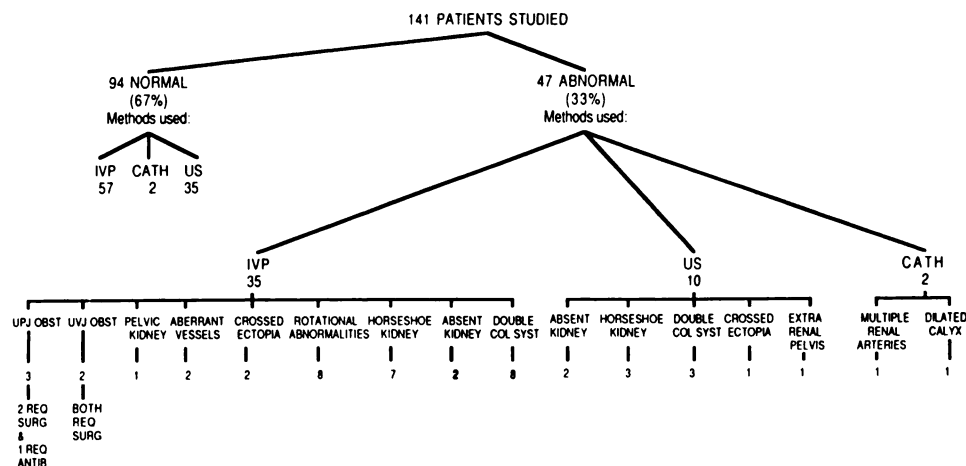 141 PATIENTS STUDIED
94 NORMAL
(67%)
Methods used:
47 ABNORMAL
(33%)
Methods used:
IVP CATH US
57 2 35
IVP
35
US
10
CATH
2
UPJ OBST UVJ OBST PELVIC KIDNEY ABERRANT VESSELS CROSSED ECTOPIA ROTATIONAL ABNORMALITIES HORSESHOE KIDNEY ABSENT KIDNEY DOUBLE COL SYST
ABSENT KIDNEY HORSESHOE KIDNEY DOUBLE COL SYST CROSSED ECTOPIA EXTRA RENAL PELVIS
MULTIPLE RENAL ARTERIES DILATED CALYX
3 2 1 2 2 8 7 2 8
2 3 3 1 1
1 1
2 REQ
SURG
&
1 REQ
ANTIB
BOTH
REQ
SURG